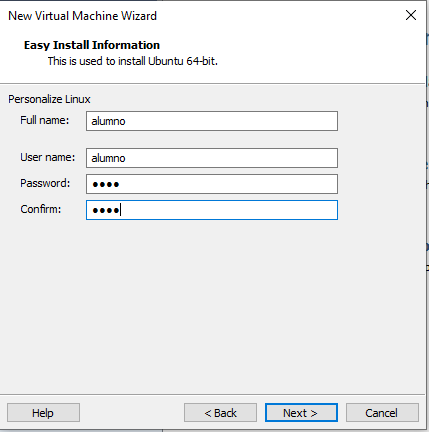 New Virtual Machine Wizard
Easy Install Information
This is used to install Ubuntu 64-bit.
Personalize Linux
Full name: alumno
User name: alumno
Password: ●●●●
Confirm: ●●●●
Help < Back Next > Cancel